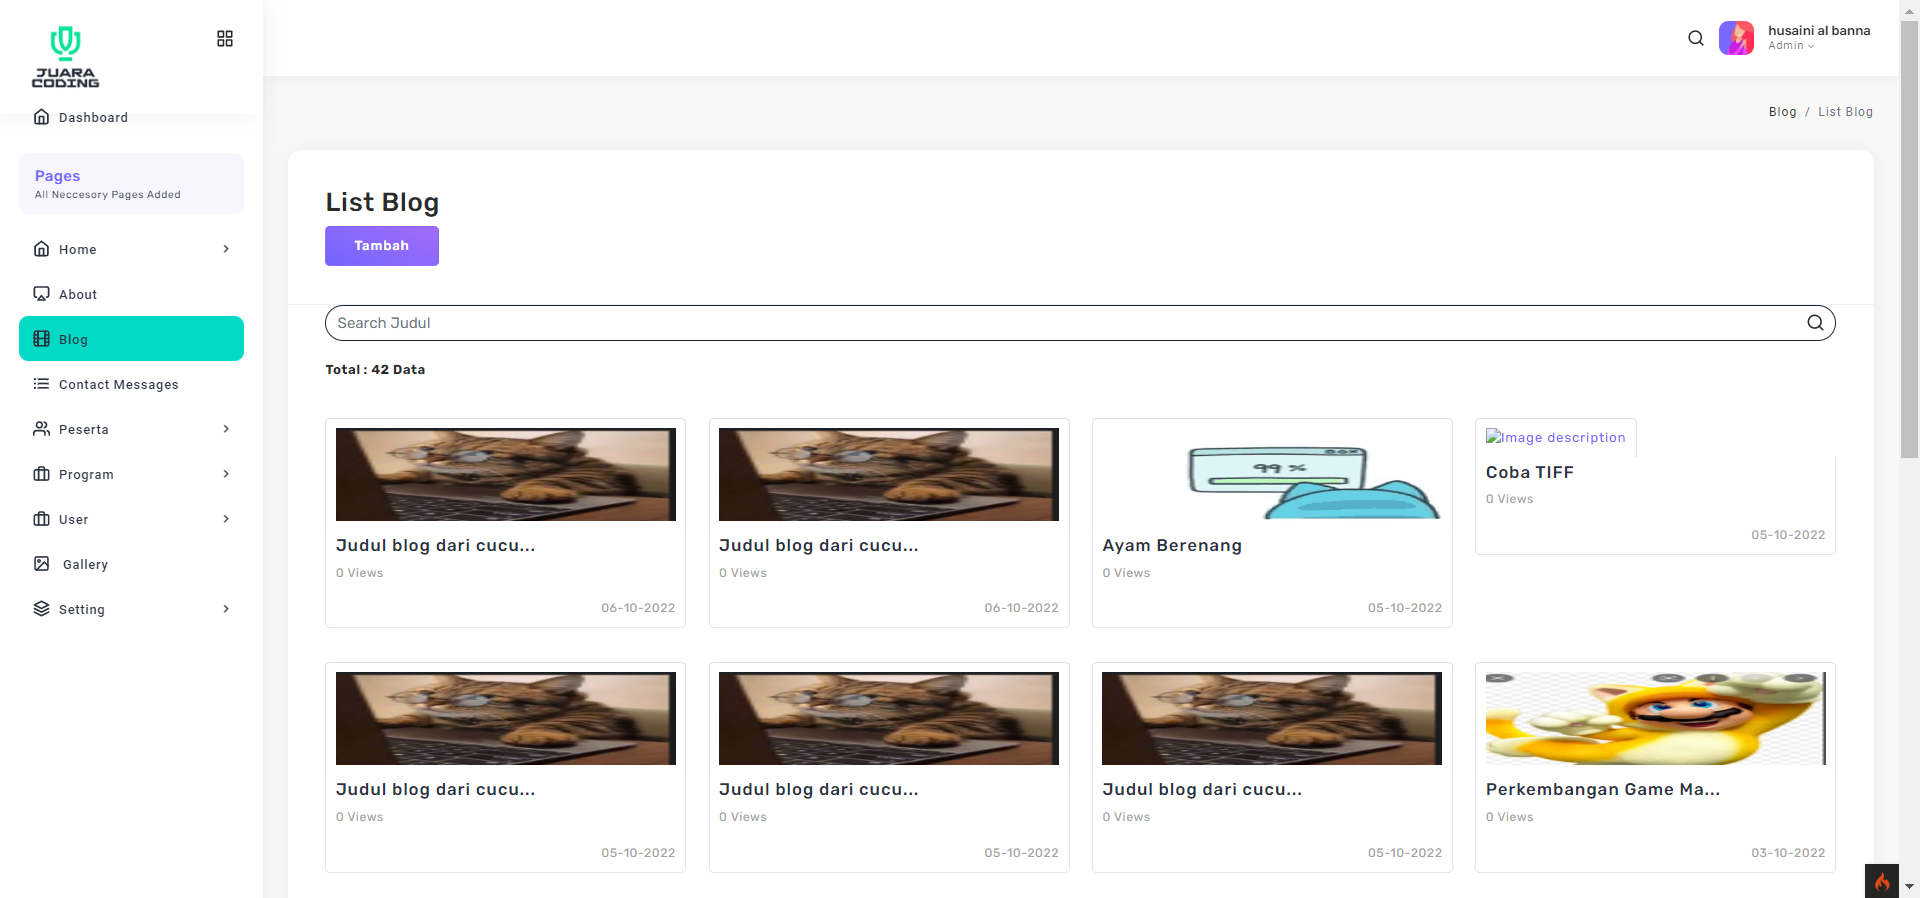 JUARA
CODING
husaini al banna
Admin
Dashboard
Blog / List Blog
Pages
All Neccesory Pages Added
Home
About
Blog
Contact Messages
Peserta
Program
User
Gallery
Setting
List Blog
Tambah
Search Judul
Total : 42 Data
Judul blog dari cucu...
0 Views
06-10-2022
Judul blog dari cucu...
0 Views
06-10-2022
99 %
Ayam Berenang
0 Views
05-10-2022
Image description
Coba TIFF
0 Views
05-10-2022
Judul blog dari cucu...
0 Views
05-10-2022
Judul blog dari cucu...
0 Views
05-10-2022
Judul blog dari cucu...
0 Views
05-10-2022
Perkembangan Game Ma...
0 Views
03-10-2022